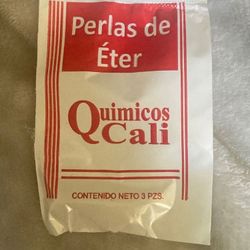 Perlas de
Éter
Quimicos
Cali
CONTENIDO NETO 3 PZS.